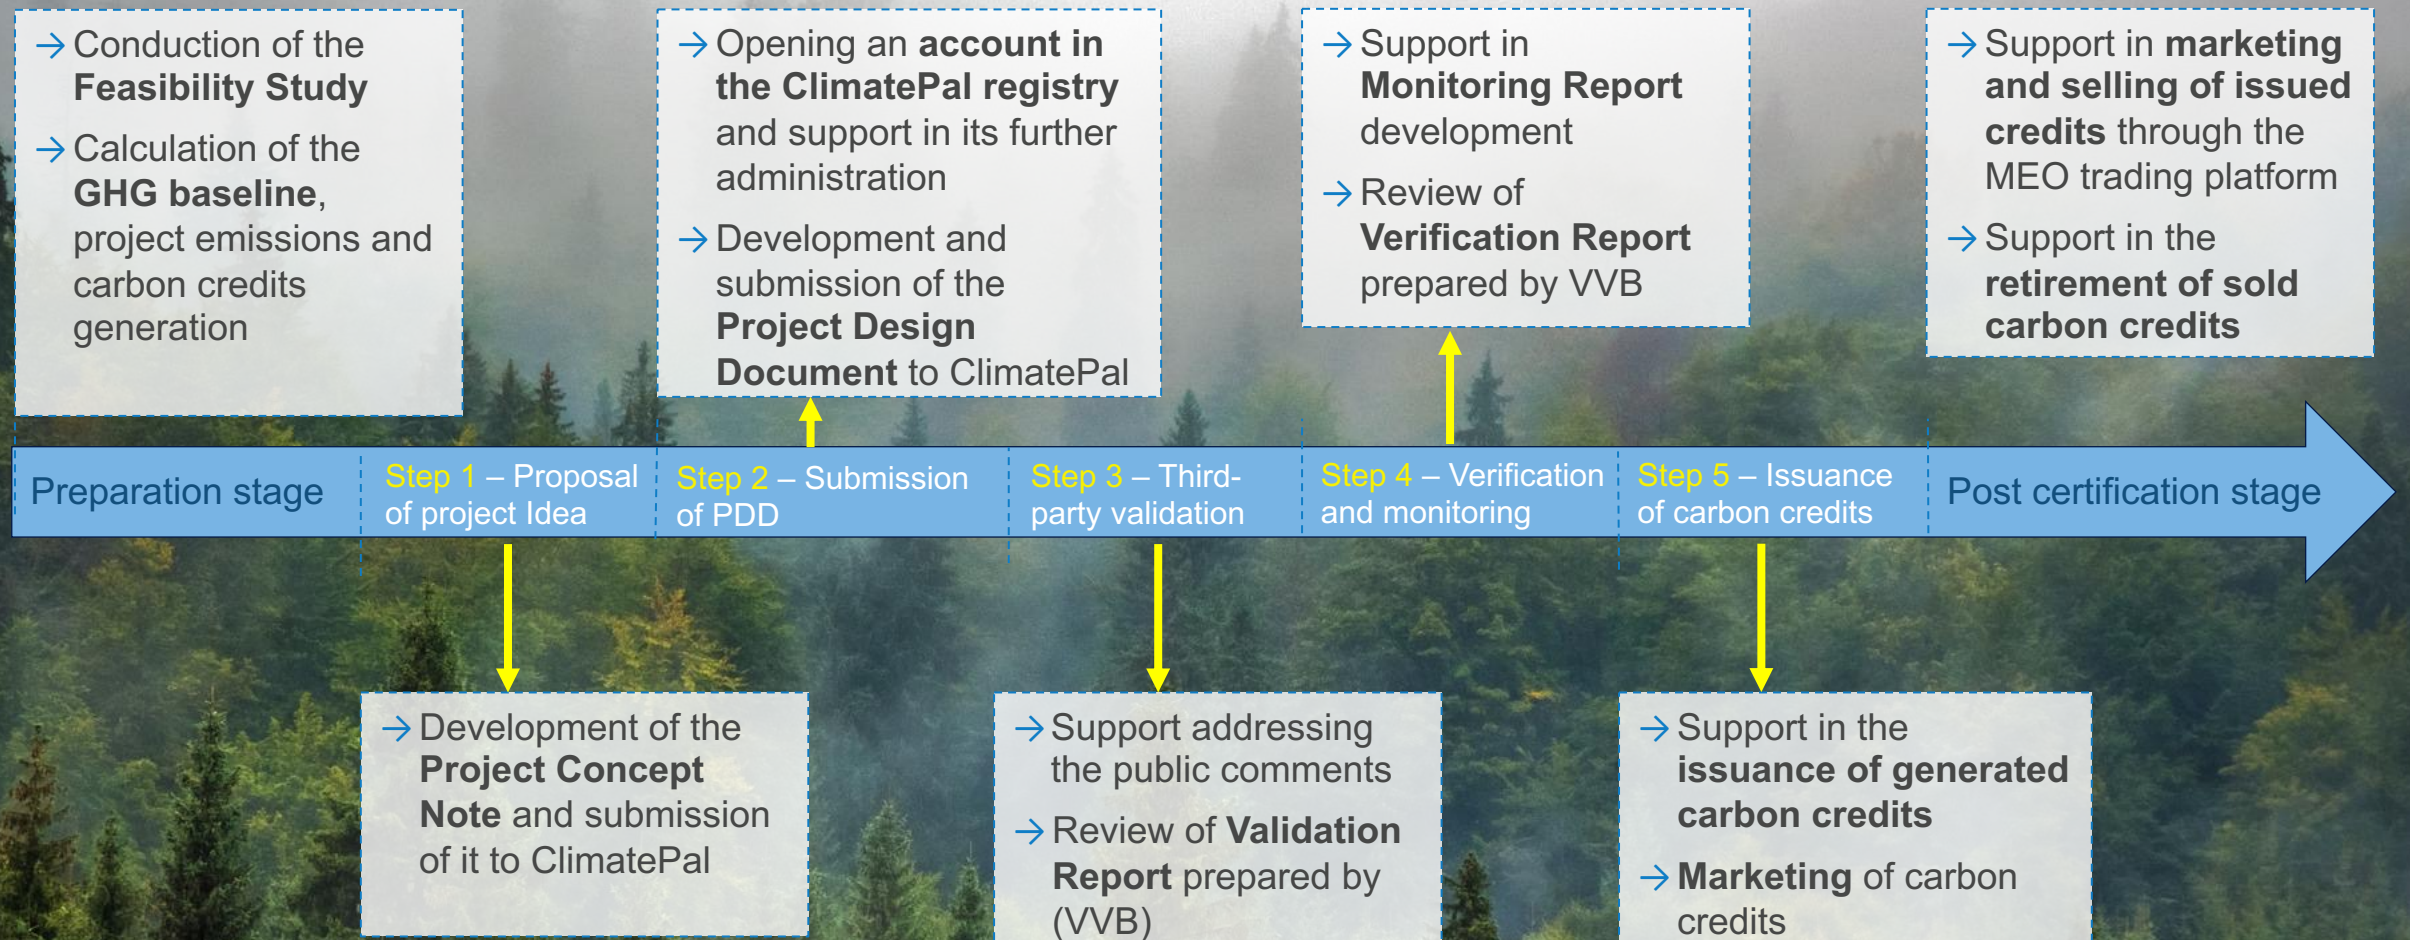 → Conduction of the
Feasibility Study
→ Calculation of the
GHG baseline,
project emissions and
carbon credits
generation
→ Opening an account in
the ClimatePal registry
and support in its further
administration
→ Development and
submission of the
Project Design
Document to ClimatePal
→ Support in
Monitoring Report
development
→ Review of
Verification Report
prepared by VVB
→ Support in marketing
and selling of issued
credits through the
MEO trading platform
→ Support in the
retirement of sold
carbon credits
Preparation stage
Step 1 – Proposal
of project Idea
Step 2 – Submission
of PDD
Step 3 – Third-
party validation
Step 4 – Verification
and monitoring
Step 5 – Issuance
of carbon credits
Post certification stage
→ Development of the
Project Concept
Note and submission
of it to ClimatePal
→ Support addressing
the public comments
→ Review of Validation
Report prepared by
(VVB)
→ Support in the
issuance of generated
carbon credits
→ Marketing of carbon
credits